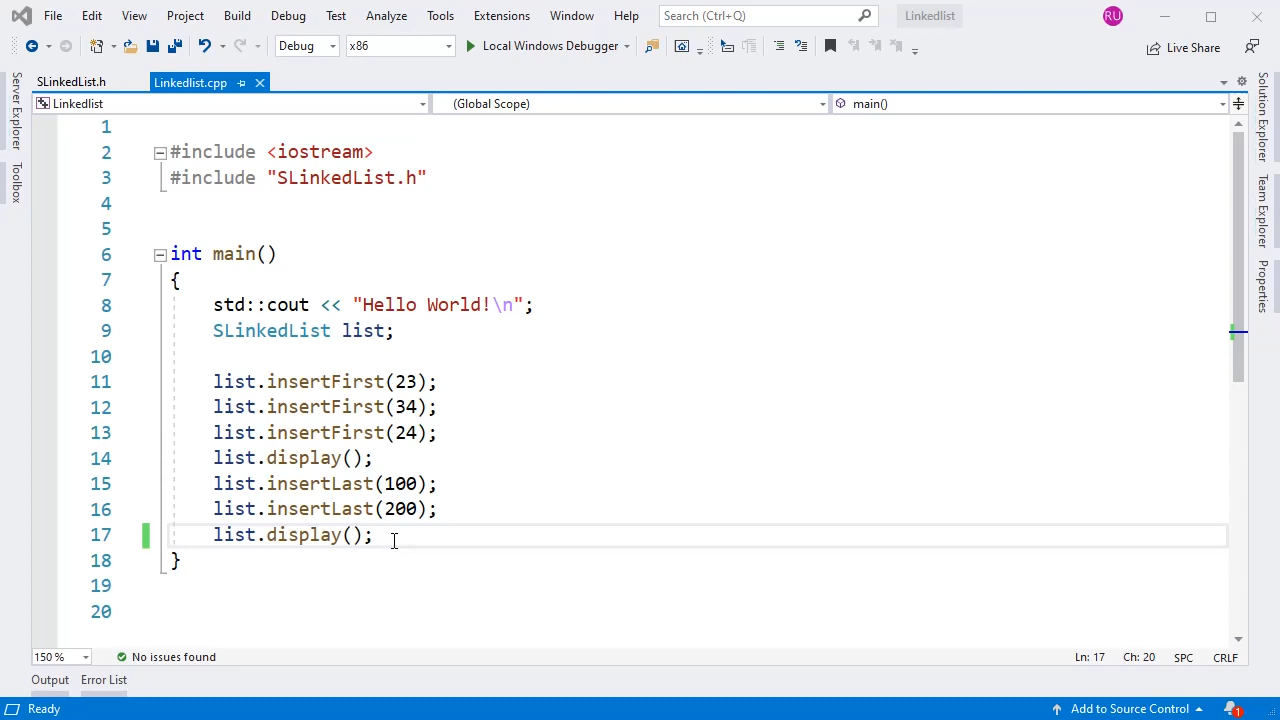 File Edit View Project Build Debug Test Analyze Tools Extensions Window Help Search (Ctrl+Q) Linkedlist RU
Debug x86 Local Windows Debugger Live Share
SLinkedList.h Linkedlist.cpp
Linkedlist (Global Scope) main()
Server Explorer
Toolbox
Solution Explorer
Team Explorer
Properties
1
2 #include <iostream>
3 #include "SLinkedList.h"
4
5
6 int main()
7 {
8 std::cout << "Hello World!\n";
9 SLinkedList list;
10
11 list.insertFirst(23);
12 list.insertFirst(34);
13 list.insertFirst(24);
14 list.display();
15 list.insertLast(100);
16 list.insertLast(200);
17 list.display();
18 }
19
20
150 % No issues found Ln: 17 Ch: 20 SPC CRLF
Output Error List
Ready Add to Source Control 1